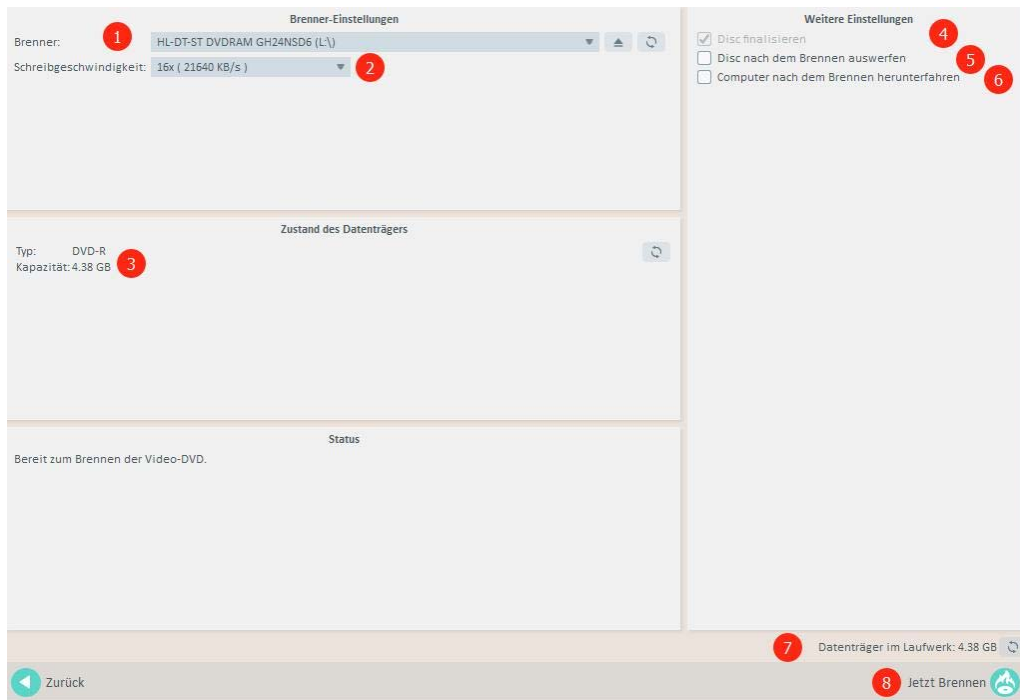 Brenner-Einstellungen
Brenner: 1 HL-DT-ST DVDRAM GH24NSD6 (L:\)
Schreibgeschwindigkeit: 16x ( 21640 KB/s ) 2
Weitere Einstellungen
Disc finalisieren 4
Disc nach dem Brennen auswerfen 5
Computer nach dem Brennen herunterfahren 6
Zustand des Datenträgers
Typ: DVD-R
Kapazität: 4.38 GB 3
Status
Bereit zum Brennen der Video-DVD.
7 Datenträger im Laufwerk: 4.38 GB
Zurück
8 Jetzt Brennen